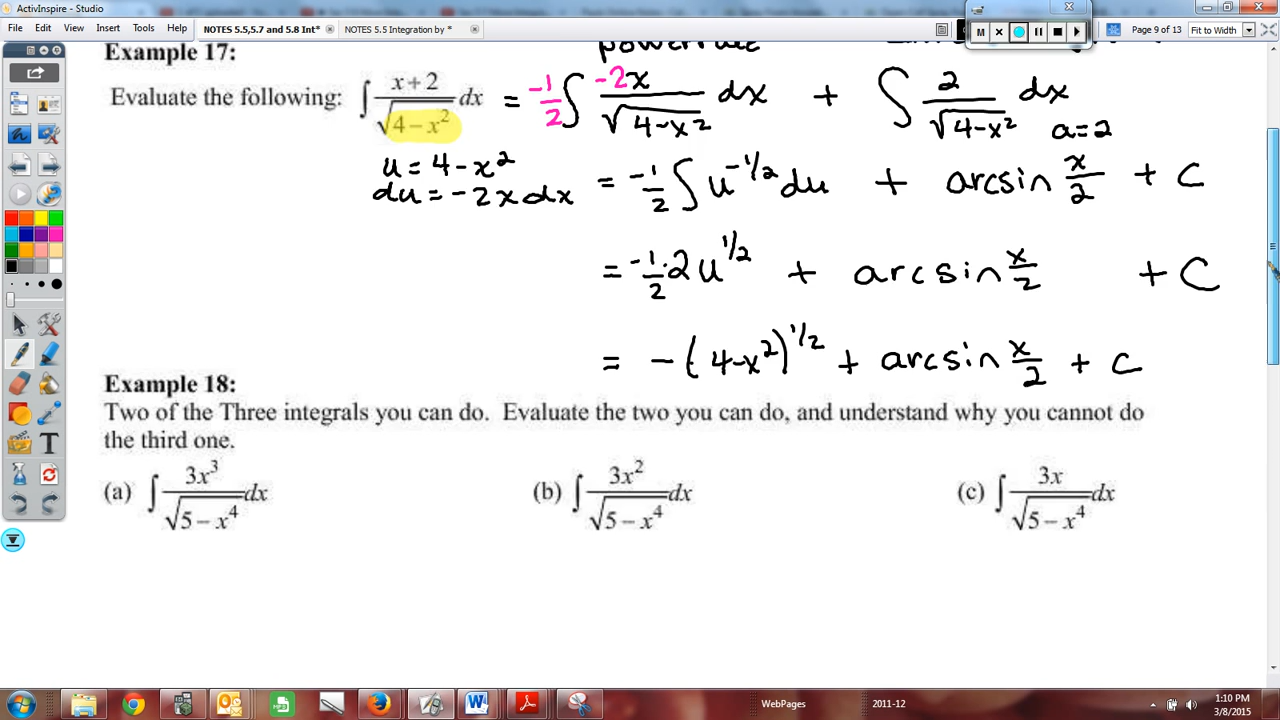 ActivInspire - Studio
File Edit View Insert Tools Help
NOTES 5.5,5.7 and 5.8 Int* × NOTES 5.5 Integration by * ×
M
Page 9 of 13 Fit to Width
Example 17:
Evaluate the following: ∫ (x+2)/√(4−x²) dx = -1/2 ∫ -2x/√(4-x²) dx + ∫ 2/√(4-x²) dx
a=2
u = 4-x²
du = -2x dx
= -1/2 ∫ u^(-1/2) du + arcsin x/2 + C
= -1/2 · 2u^(1/2) + arcsin x/2 + C
= -(4-x²)^(1/2) + arcsin x/2 + C
Example 18:
Two of the Three integrals you can do. Evaluate the two you can do, and understand why you cannot do
the third one.
(a) ∫ 3x³/√(5−x⁴) dx (b) ∫ 3x²/√(5−x⁴) dx (c) ∫ 3x/√(5−x⁴) dx
T
WebPages 2011-12
1:10 PM
3/8/2015